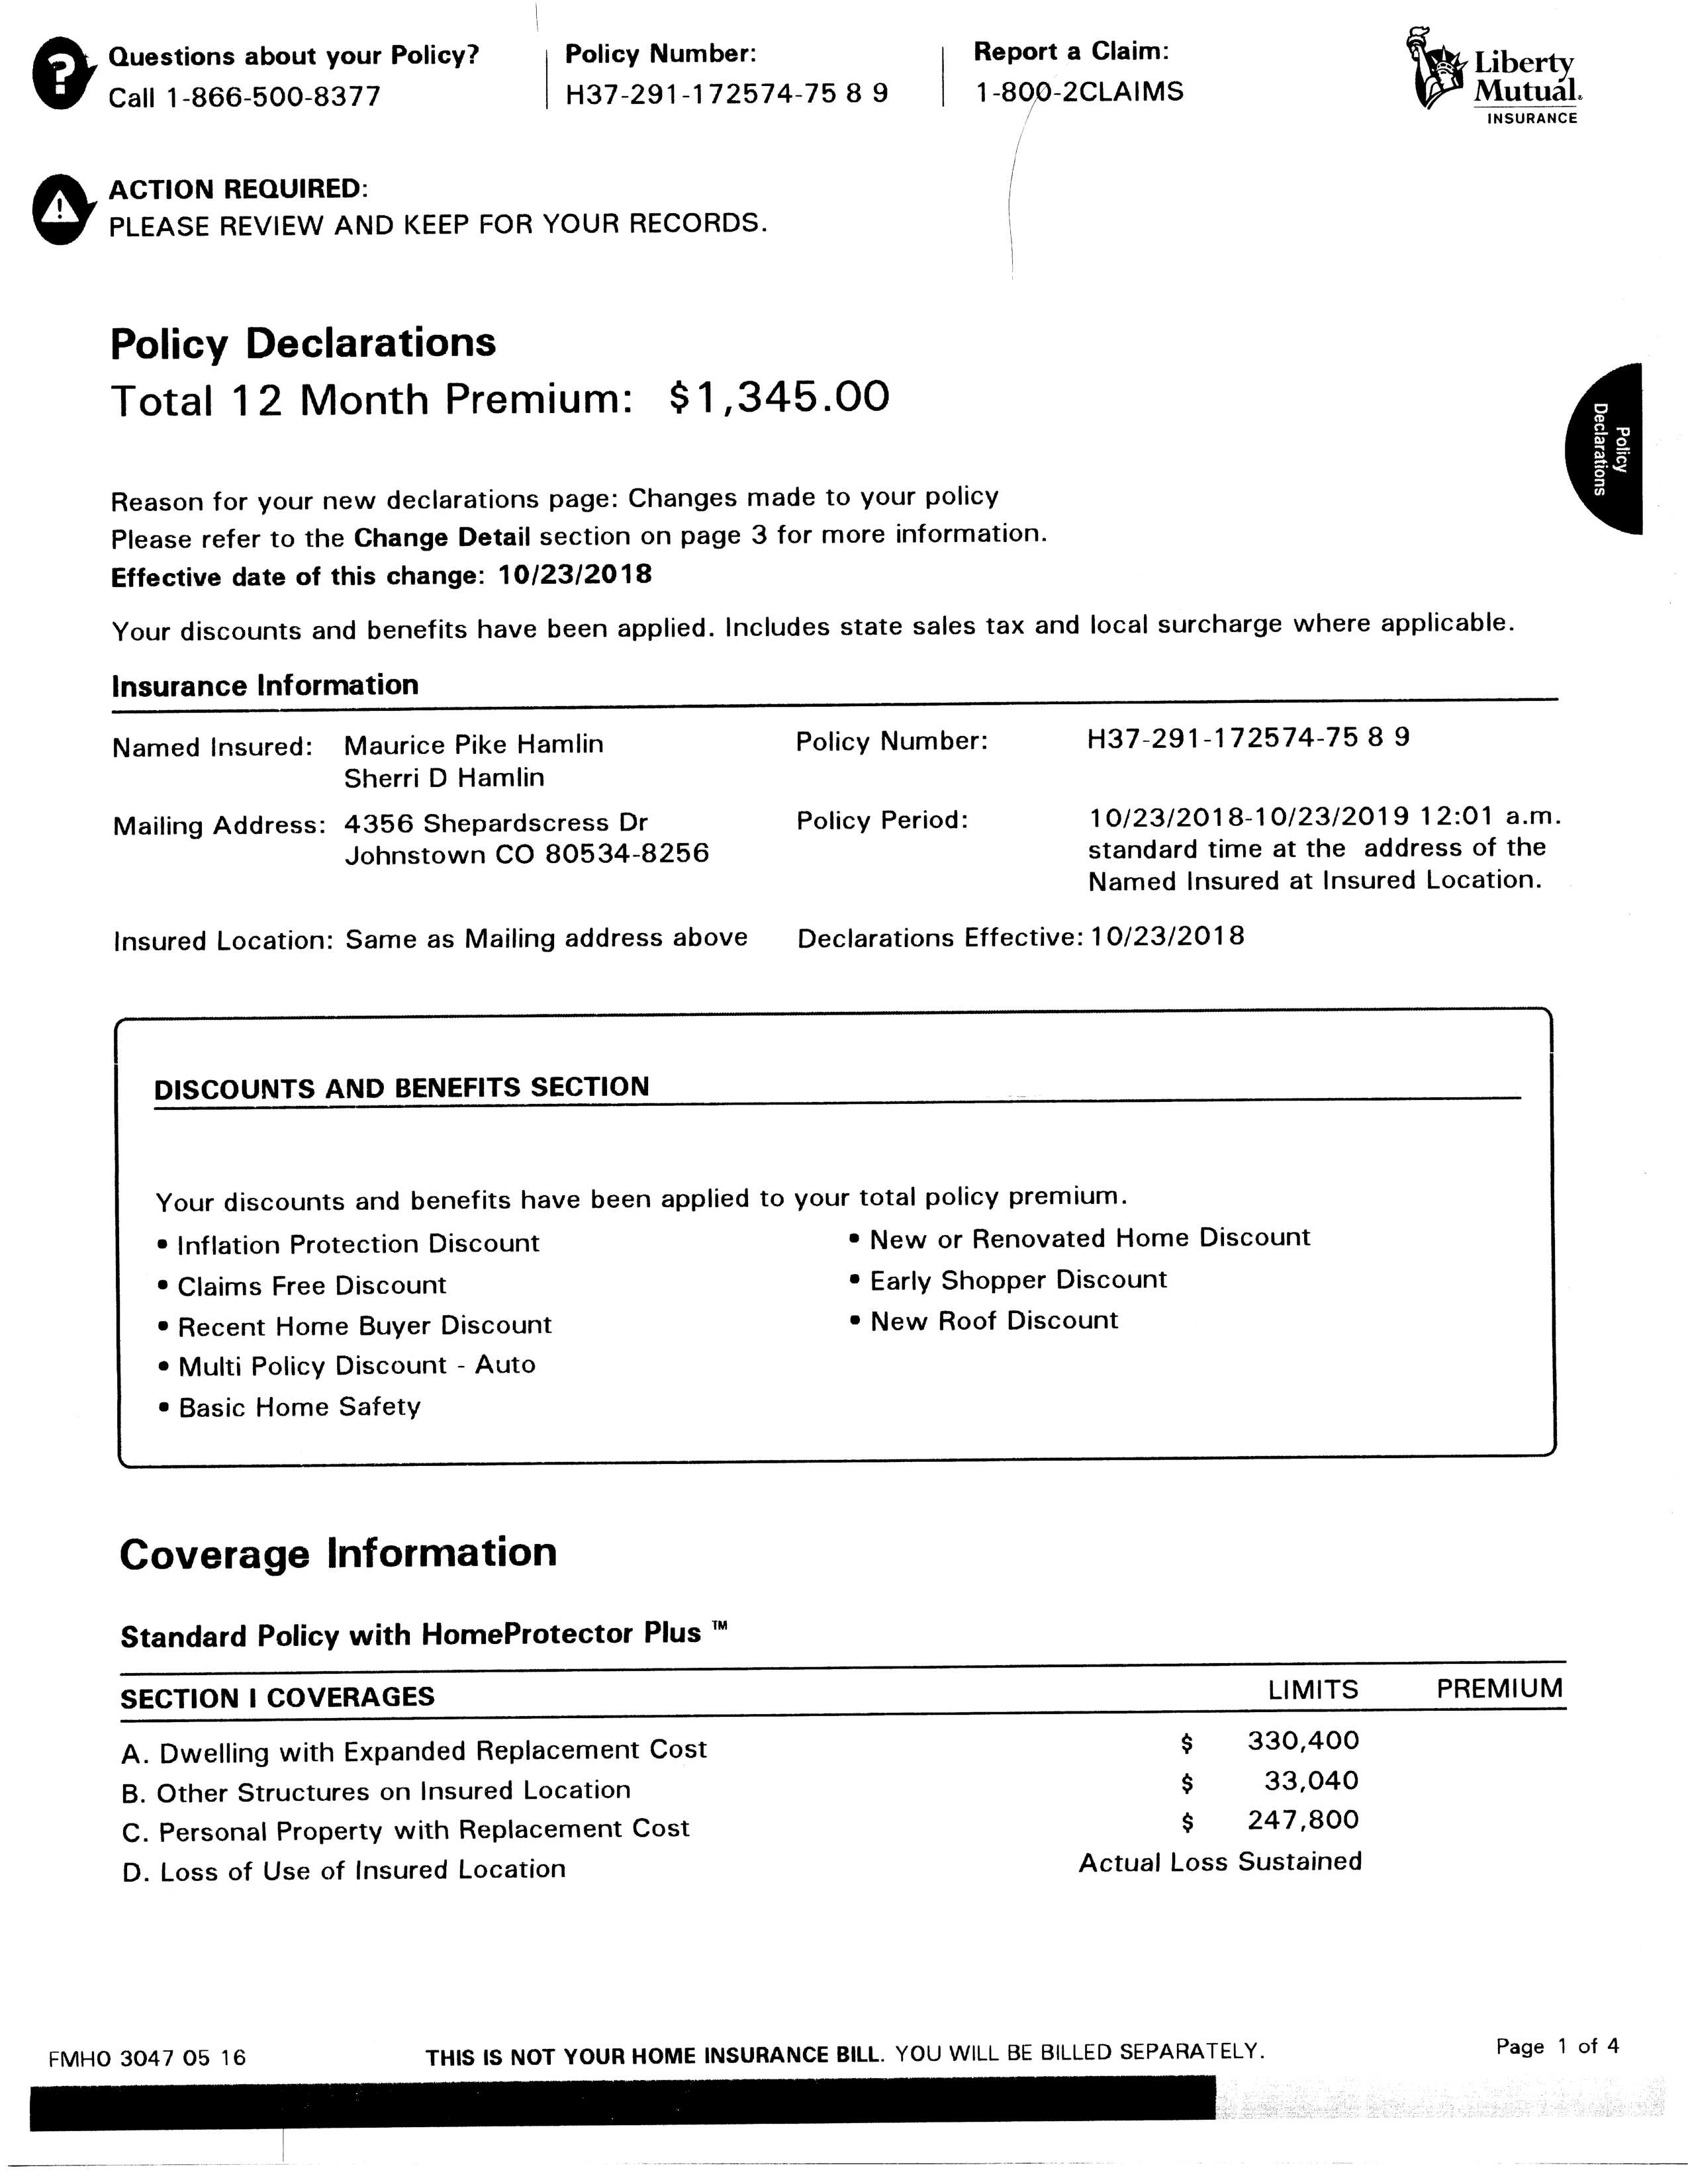 Questions about your Policy?
Call 1-866-500-8377
Policy Number:
H37-291-172574-75 8 9
Report a Claim:
1-800-2CLAIMS
Liberty
Mutual.
INSURANCE
ACTION REQUIRED:
PLEASE REVIEW AND KEEP FOR YOUR RECORDS.
Policy Declarations
Total 12 Month Premium: $1,345.00
Policy
Declarations
Reason for your new declarations page: Changes made to your policy
Please refer to the Change Detail section on page 3 for more information.
Effective date of this change: 10/23/2018
Your discounts and benefits have been applied. Includes state sales tax and local surcharge where applicable.
Insurance Information
Named Insured: Maurice Pike Hamlin
Sherri D Hamlin
Policy Number: H37-291-172574-75 8 9
Mailing Address: 4356 Shepardscress Dr
Johnstown CO 80534-8256
Policy Period: 10/23/2018-10/23/2019 12:01 a.m.
standard time at the address of the
Named Insured at Insured Location.
Insured Location: Same as Mailing address above
Declarations Effective: 10/23/2018
DISCOUNTS AND BENEFITS SECTION
Your discounts and benefits have been applied to your total policy premium.
• Inflation Protection Discount
• Claims Free Discount
• Recent Home Buyer Discount
• Multi Policy Discount - Auto
• Basic Home Safety
• New or Renovated Home Discount
• Early Shopper Discount
• New Roof Discount
Coverage Information
Standard Policy with HomeProtector Plus ™
SECTION I COVERAGES LIMITS PREMIUM
A. Dwelling with Expanded Replacement Cost $ 330,400
B. Other Structures on Insured Location $ 33,040
C. Personal Property with Replacement Cost $ 247,800
D. Loss of Use of Insured Location Actual Loss Sustained
FMHO 3047 05 16
THIS IS NOT YOUR HOME INSURANCE BILL. YOU WILL BE BILLED SEPARATELY.
Page 1 of 4